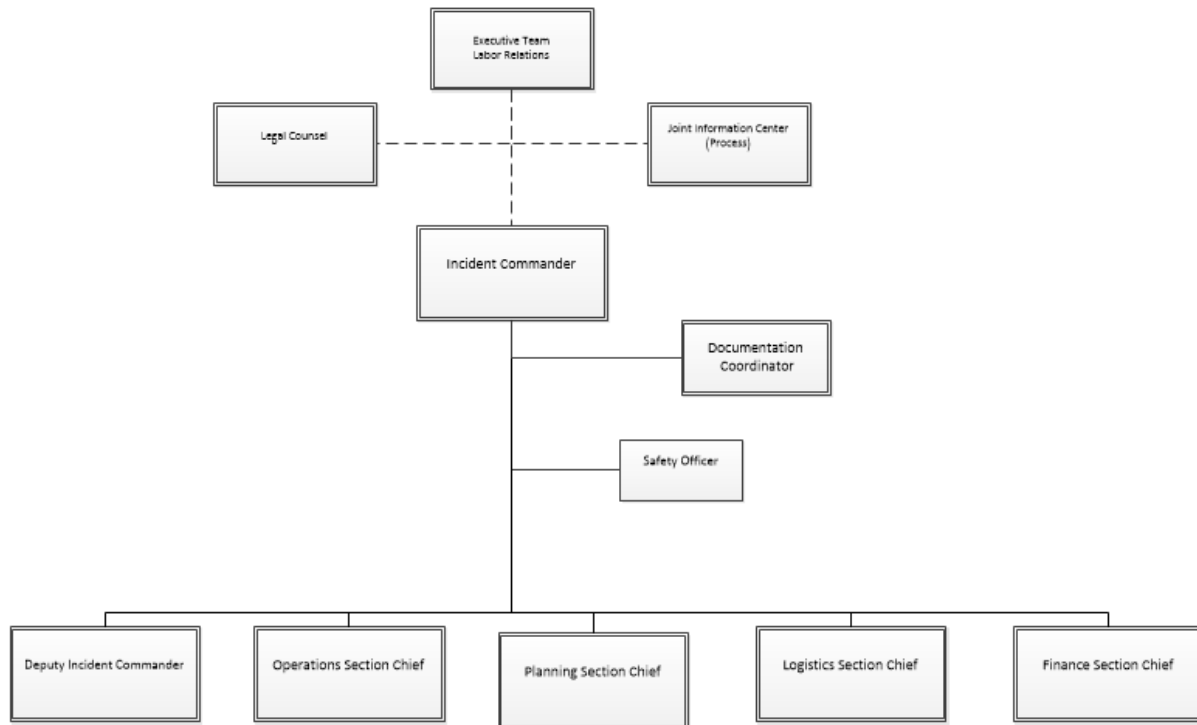 Executive Team
Labor Relations
Legal Counsel
Joint Information Center
(Process)
Incident Commander
Documentation
Coordinator
Safety Officer
Deputy Incident Commander
Operations Section Chief
Planning Section Chief
Logistics Section Chief
Finance Section Chief